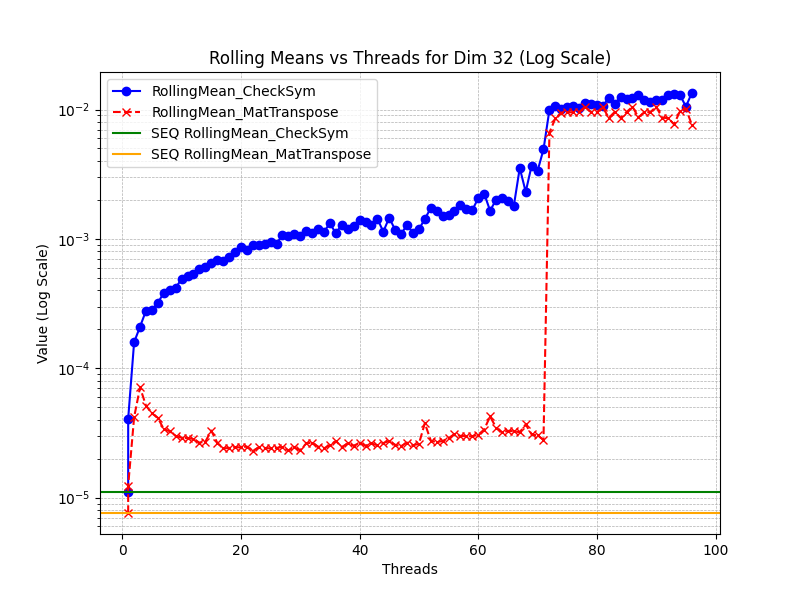 Rolling Means vs Threads for Dim 32 (Log Scale)
RollingMean_CheckSym
RollingMean_MatTranspose
SEQ RollingMean_CheckSym
SEQ RollingMean_MatTranspose
Value (Log Scale)
10⁻²
10⁻³
10⁻⁴
10⁻⁵
0 20 40 60 80 100
Threads